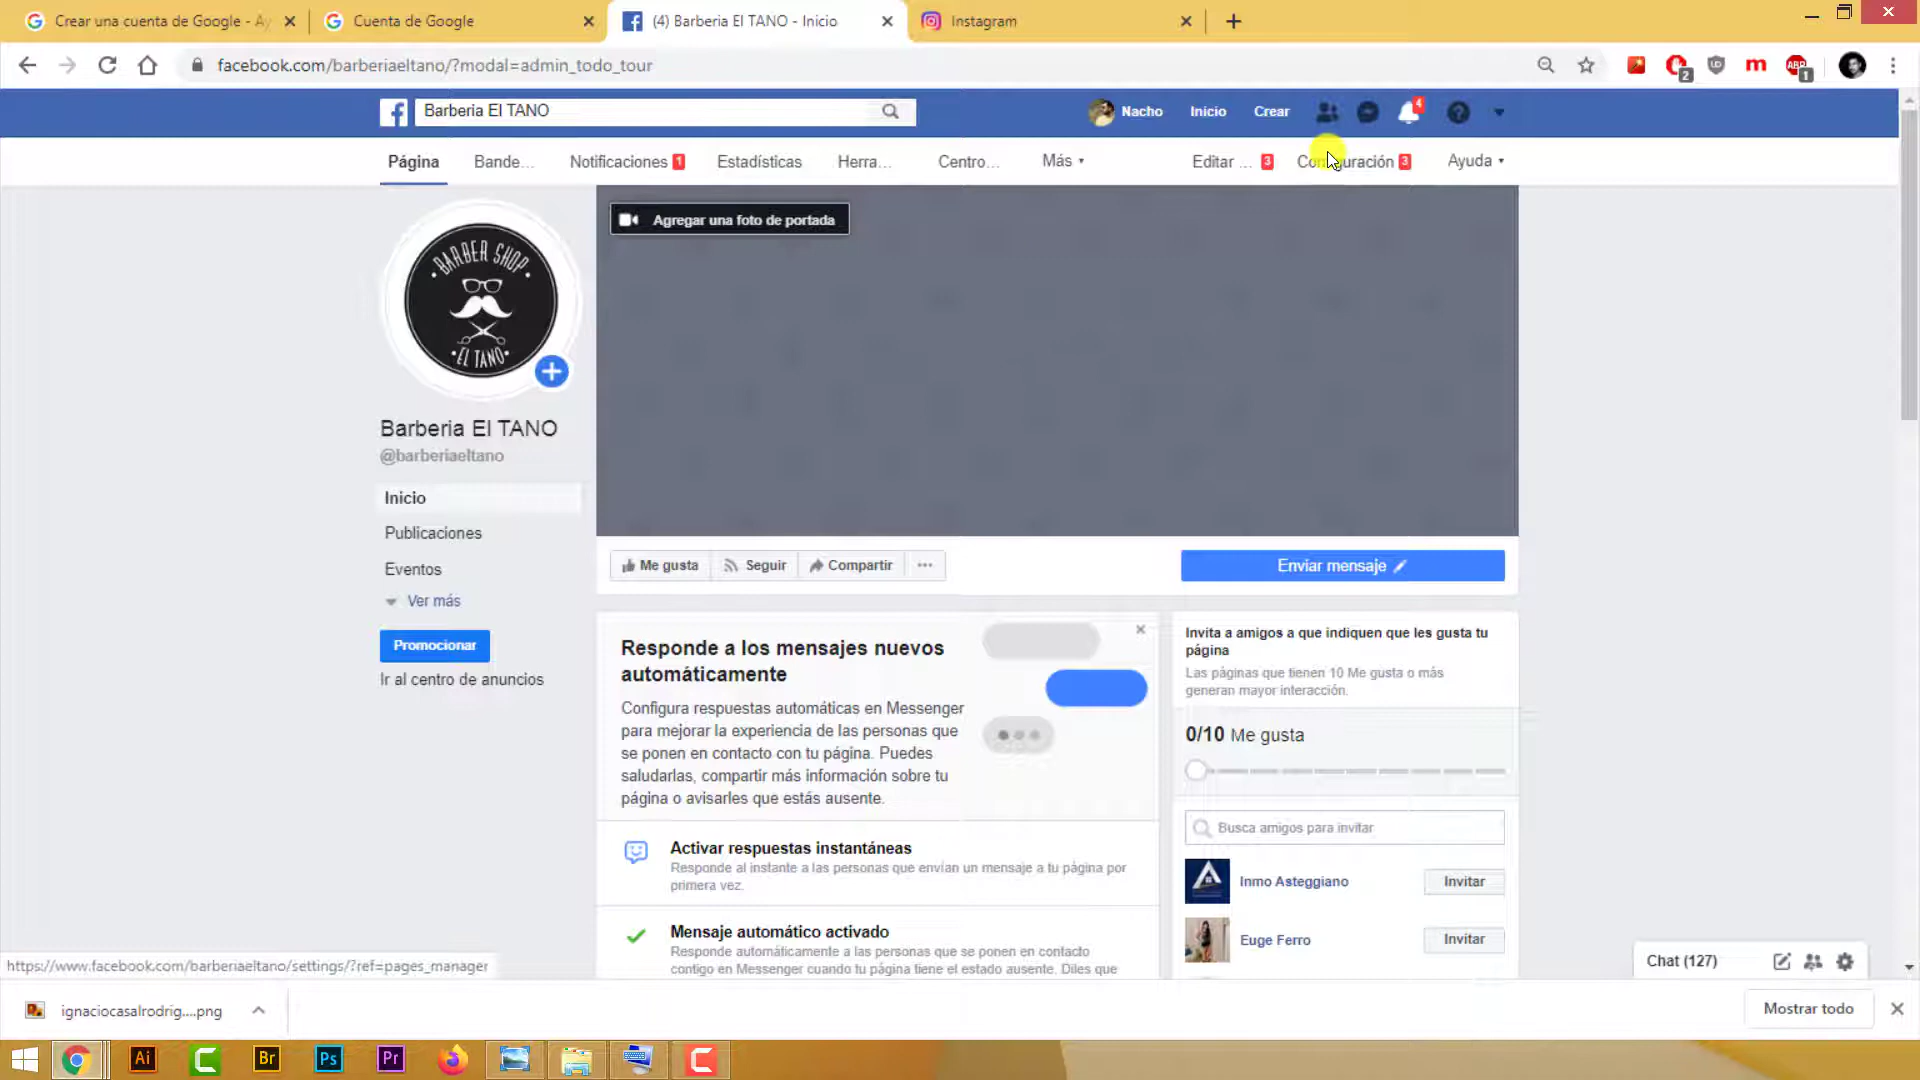 Crear una cuenta de Google - Ay
Cuenta de Google
(4) Barberia El TANO - Inicio
Instagram
facebook.com/barberiaeltano/?modal=admin_todo_tour
2
m
ABP
1
Barberia El TANO
Nacho
Inicio
Crear
4
Página
Bande...
Notificaciones 1
Estadísticas
Herra...
Centro...
Más
Editar ... 3
Configuración 3
Ayuda
Agregar una foto de portada
BARBER SHOP
EL TANO
Barberia El TANO
@barberiaeltano
Inicio
Publicaciones
Eventos
Ver más
Promocionar
Ir al centro de anuncios
Me gusta
Seguir
Compartir
Enviar mensaje
Responde a los mensajes nuevos
automáticamente
Configura respuestas automáticas en Messenger
para mejorar la experiencia de las personas que
se ponen en contacto con tu página. Puedes
saludarlas, compartir más información sobre tu
página o avisarles que estás ausente.
Activar respuestas instantáneas
Responde al instante a las personas que envían un mensaje a tu página por
primera vez.
Mensaje automático activado
Responde automáticamente a las personas que se ponen en contacto
contigo en Messenger cuando tu página tiene el estado ausente. Diles que
Invita a amigos a que indiquen que les gusta tu
página
Las páginas que tienen 10 Me gusta o más
generan mayor interacción.
0/10 Me gusta
Busca amigos para invitar
Inmo Asteggiano
Invitar
Euge Ferro
Invitar
Chat (127)
https://www.facebook.com/barberiaeltano/settings/?ref=pages_manager
ignaciocasalrodrig....png
Mostrar todo
Ai
Br
Ps
Pr